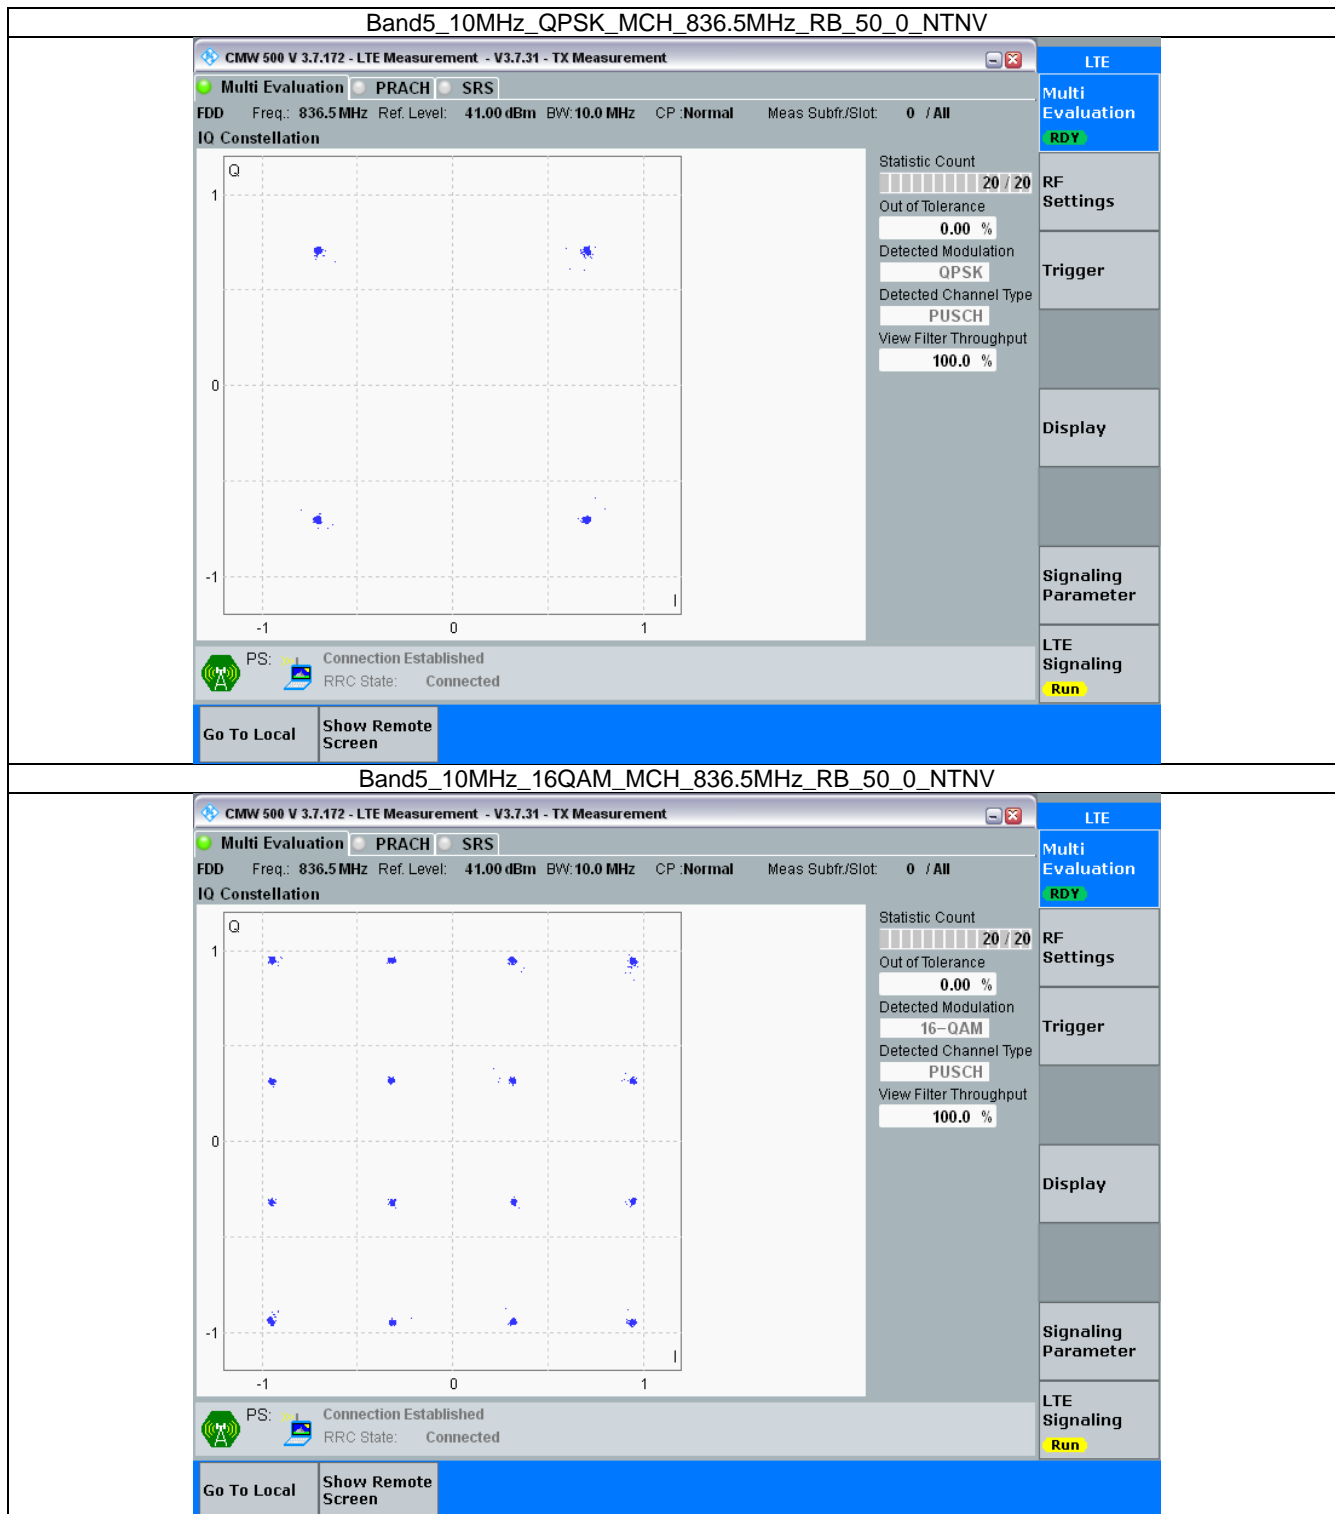 Band5_10MHz_QPSK_MCH_836.5MHz_RB_50_0_NTNV
CMW 500 V 3.7.172 - LTE Measurement - V3.7.31 - TX Measurement
LTE
Multi Evaluation PRACH SRS
Multi
Evaluation
RDY
FDD Freq.: 836.5 MHz Ref. Level: 41.00 dBm BW: 10.0 MHz CP :Normal Meas Subfr./Slot: 0 / All
IQ Constellation
Q
1
0
-1
I
-1 0 1
Statistic Count
20 / 20
Out of Tolerance
0.00 %
Detected Modulation
QPSK
Detected Channel Type
PUSCH
View Filter Throughput
100.0 %
RF
Settings
Trigger
Display
Signaling
Parameter
LTE
Signaling
Run
PS: Connection Established
RRC State: Connected
Go To Local
Show Remote
Screen
Band5_10MHz_16QAM_MCH_836.5MHz_RB_50_0_NTNV
CMW 500 V 3.7.172 - LTE Measurement - V3.7.31 - TX Measurement
LTE
Multi Evaluation PRACH SRS
Multi
Evaluation
RDY
FDD Freq.: 836.5 MHz Ref. Level: 41.00 dBm BW: 10.0 MHz CP :Normal Meas Subfr./Slot: 0 / All
IQ Constellation
Q
1
0
-1
I
-1 0 1
Statistic Count
20 / 20
Out of Tolerance
0.00 %
Detected Modulation
16-QAM
Detected Channel Type
PUSCH
View Filter Throughput
100.0 %
RF
Settings
Trigger
Display
Signaling
Parameter
LTE
Signaling
Run
PS: Connection Established
RRC State: Connected
Go To Local
Show Remote
Screen